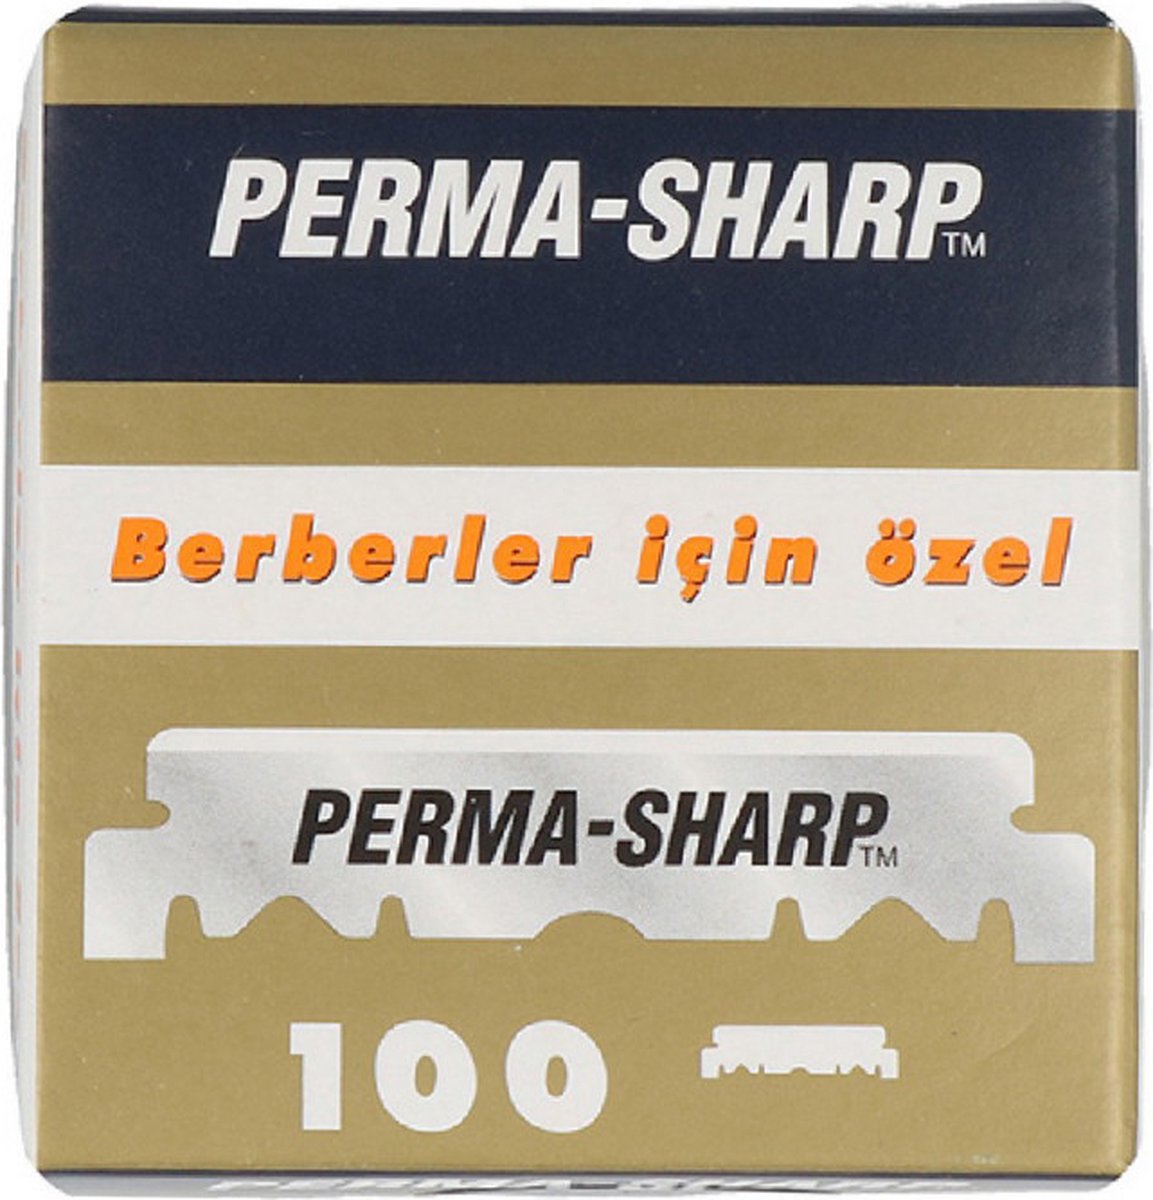 PERMA-SHARP™
Berberler için özel
PERMA-SHARP™
100